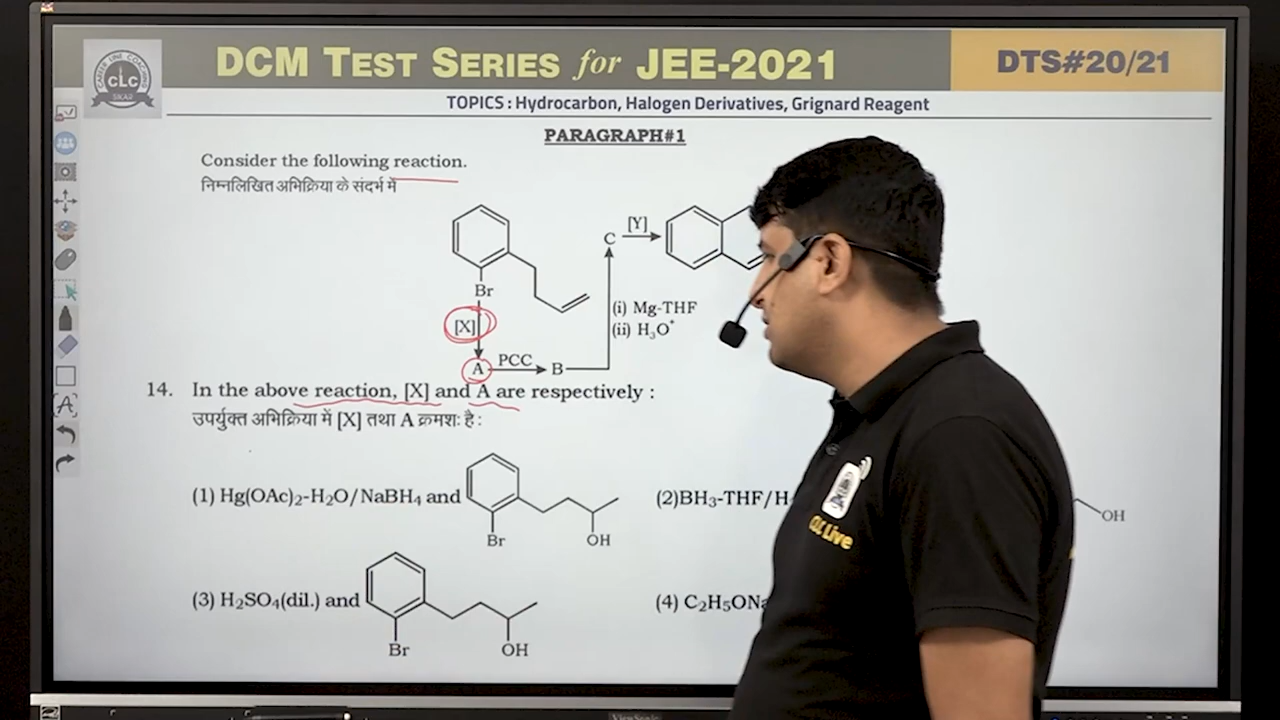 DCM TEST SERIES for JEE-2021
DTS#20/21
CLC
SIKAR
TOPICS : Hydrocarbon, Halogen Derivatives, Grignard Reagent
PARAGRAPH#1
Consider the following reaction.
निम्नलिखित अभिक्रिया के संदर्भ में
C [Y]
Br
(i) Mg-THF
[X]
(ii) H₃O⁺
A PCC B
14. In the above reaction, [X] and A are respectively :
उपर्युक्त अभिक्रिया में [X] तथा A क्रमशः है :
(1) Hg(OAc)₂-H₂O/NaBH₄ and
Br OH
(2)BH₃-THF/H
OH
(3) H₂SO₄(dil.) and
Br OH
(4) C₂H₅ONa
CLC Live
ViewSonic